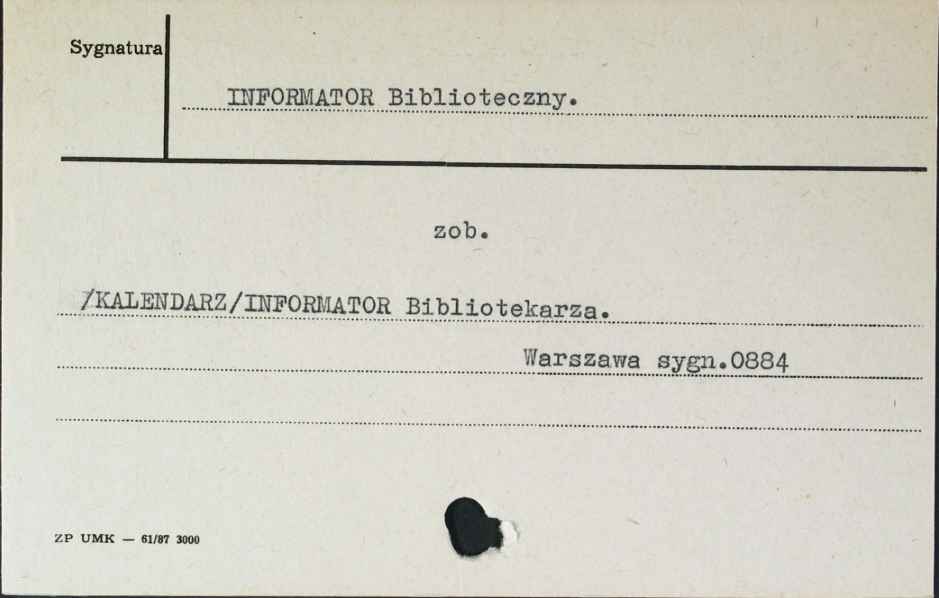 Sygnatura
INFORMATOR Biblioteczny.
zob.
/KALENDARZ/INFORMATOR Bibliotekarza.
Warszawa sygn.0884
ZP UMK — 61/87 3000